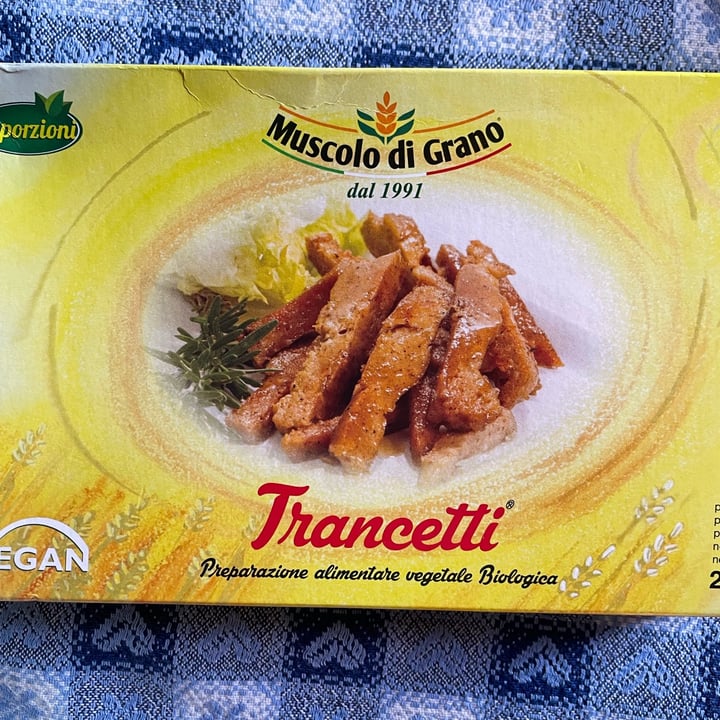 porzioni
Muscolo di Grano®
dal 1991
Trancetti®
Preparazione alimentare vegetale Biologica
EGAN